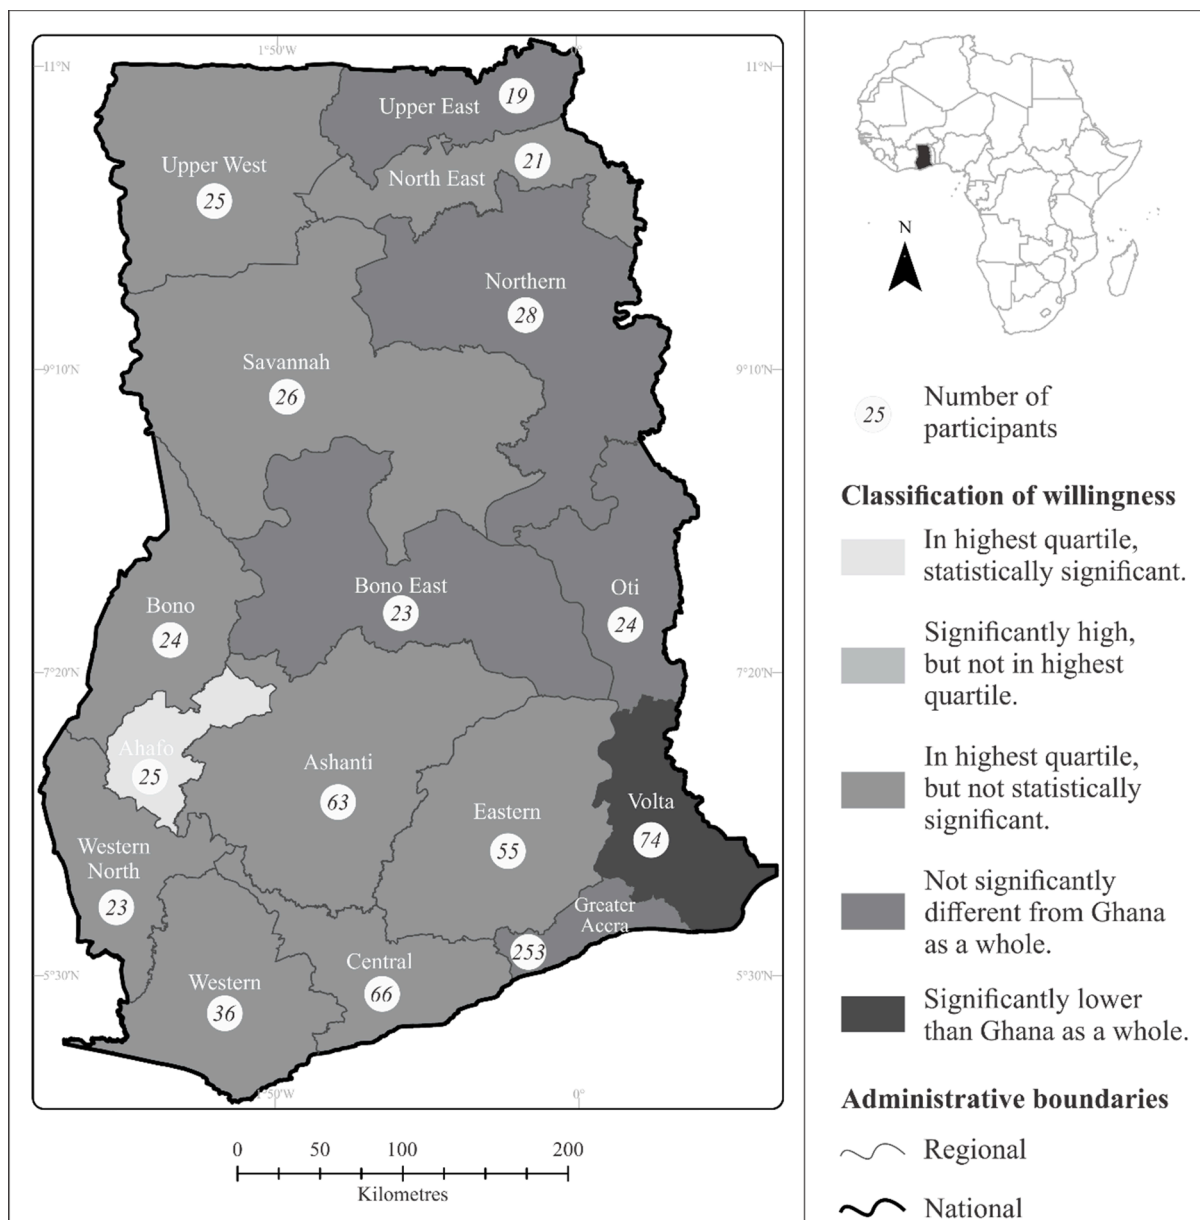 1°50'W
0°
11°N
11°N
Upper East
19
Upper West
25
North East
21
Northern
28
Savannah
26
9°10'N
9°10'N
Bono East
23
Oti
24
Bono
24
7°20'N
7°20'N
Ahafo
25
Ashanti
63
Eastern
55
Volta
74
Western
North
23
Greater
Accra
253
Central
66
Western
36
5°30'N
5°30'N
1°50'W
0°
0
50
100
200
Kilometres
N
25
Number of
participants
Classification of willingness
In highest quartile,
statistically significant.
Significantly high,
but not in highest
quartile.
In highest quartile,
but not statistically
significant.
Not significantly
different from Ghana
as a whole.
Significantly lower
than Ghana as a whole.
Administrative boundaries
Regional
National